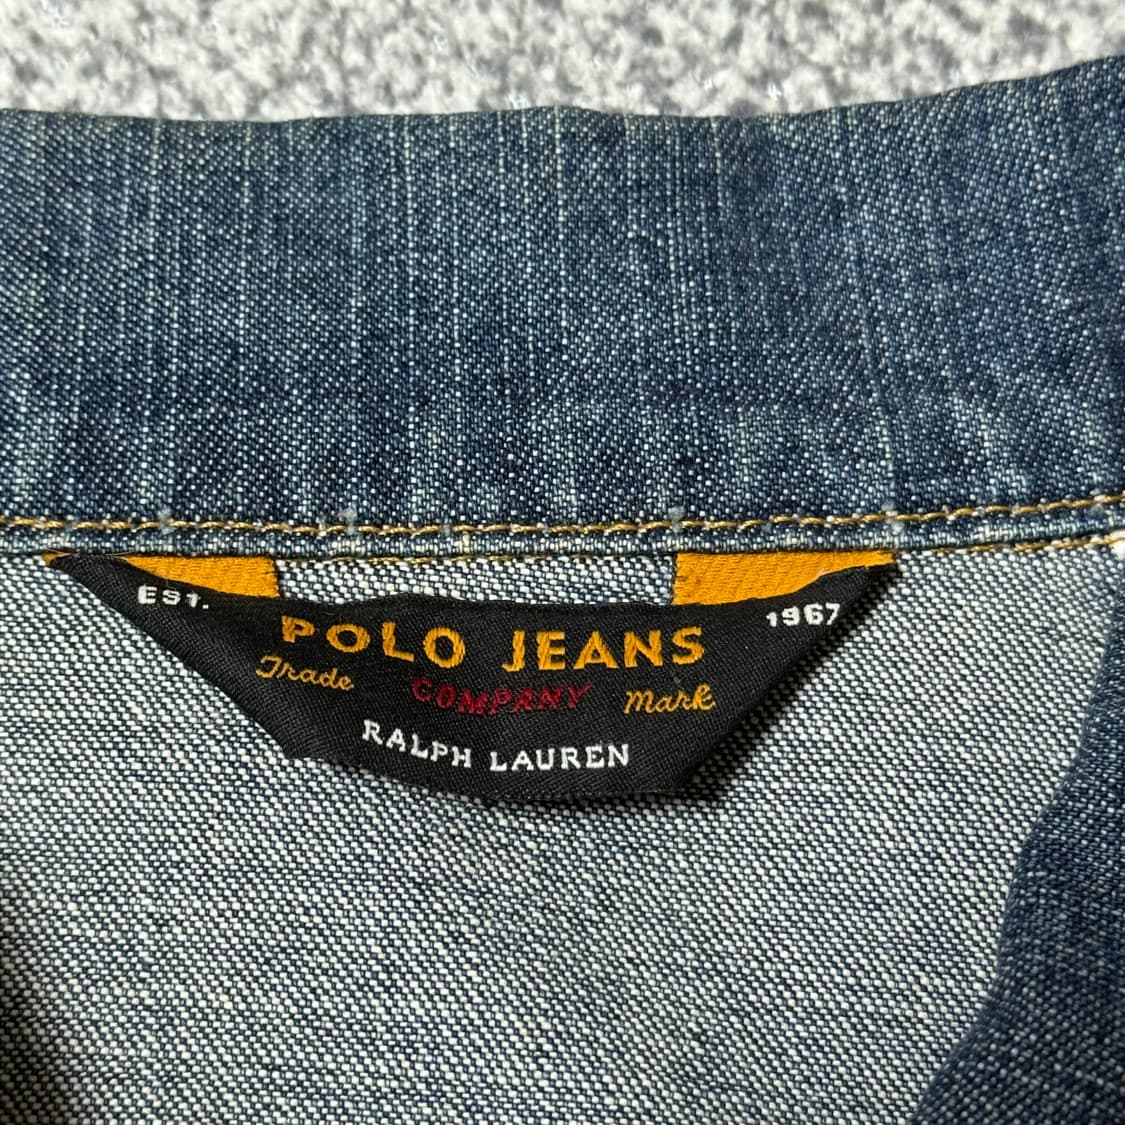 EST. 1967
POLO JEANS
Trade COMPANY Mark
RALPH LAUREN